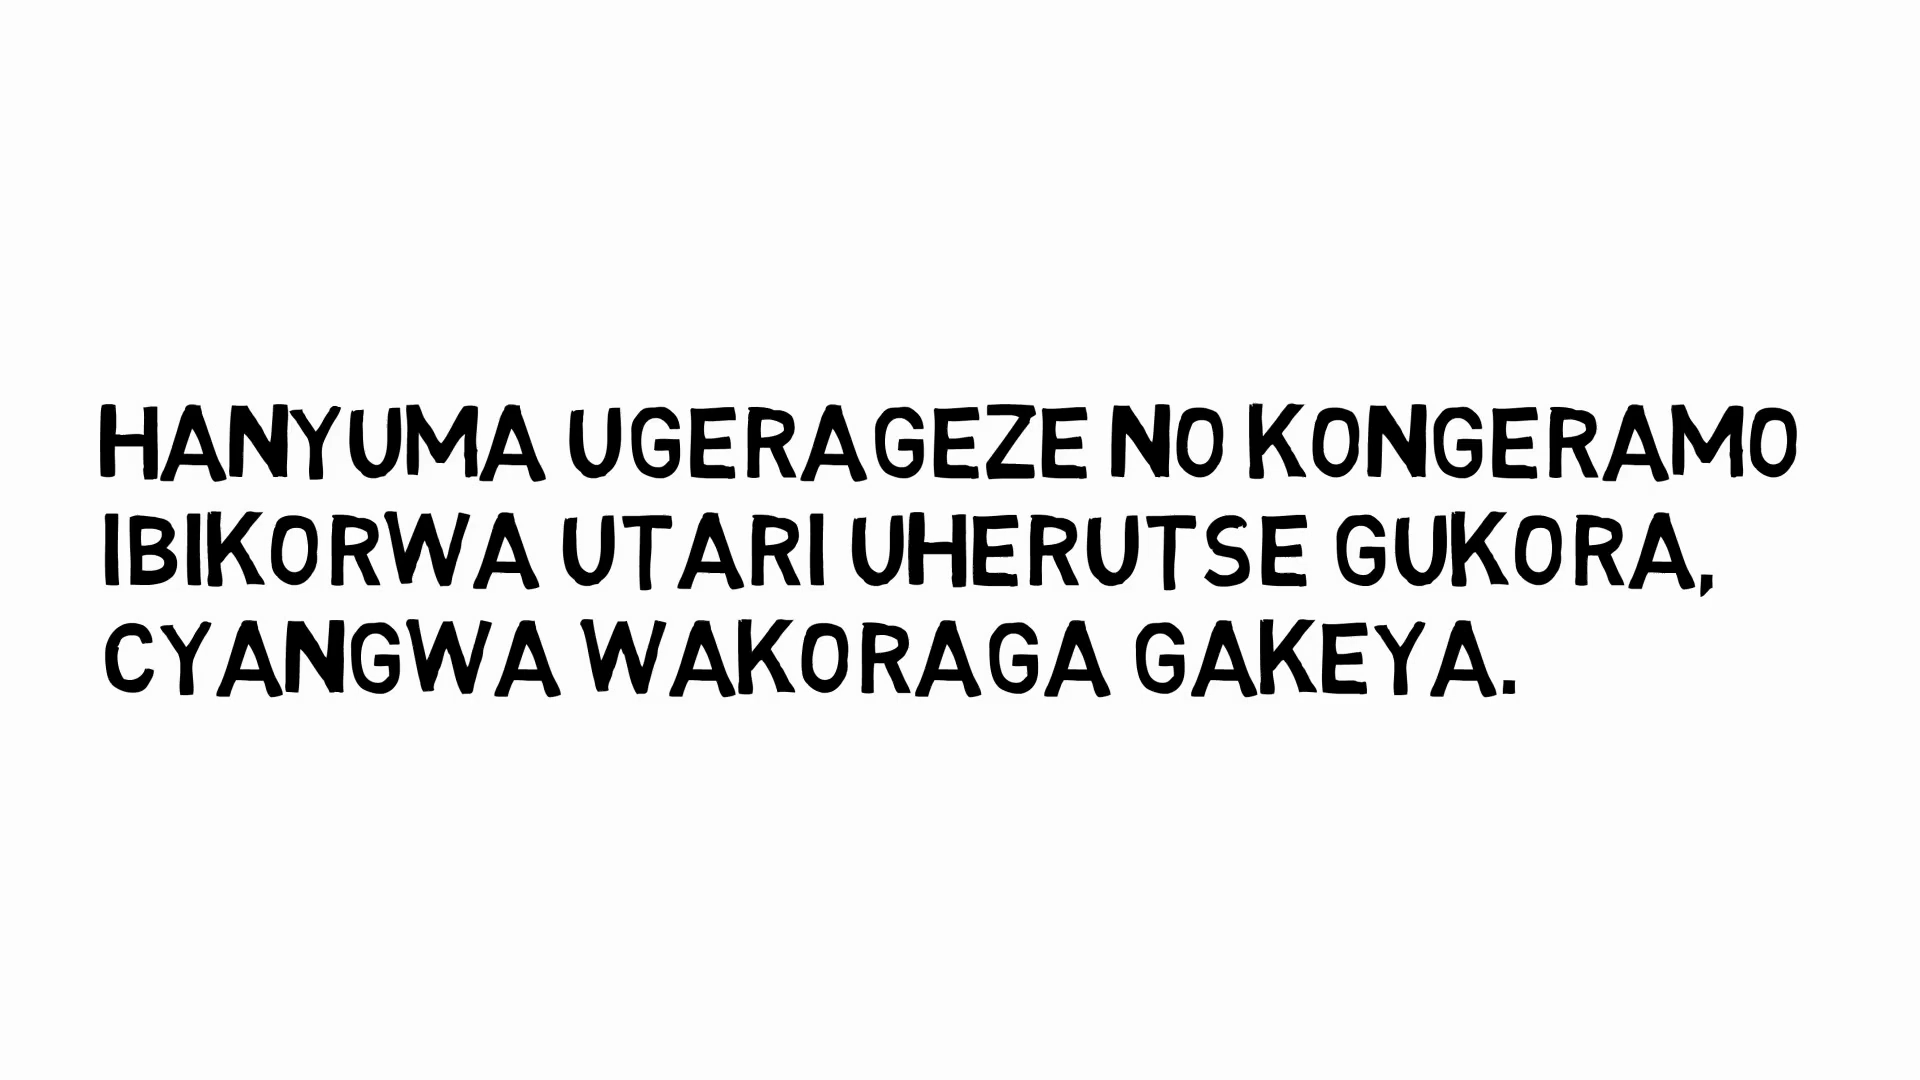 HANYUMA UGERAGEZE NO KONGERAMO
IBIKORWA UTARI UHERUTSE GUKORA,
CYANGWA WAKORAGA GAKEYA.